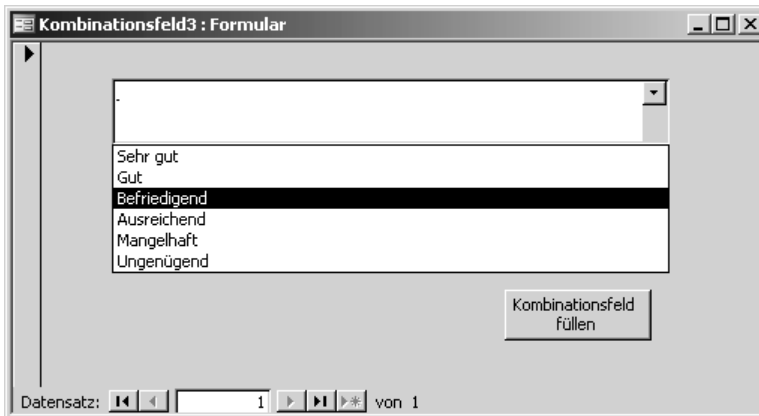 Kombinationsfeld3 : Formular
-
Sehr gut
Gut
Befriedigend
Ausreichend
Mangelhaft
Ungenügend
Kombinationsfeld
füllen
Datensatz: 1 von 1